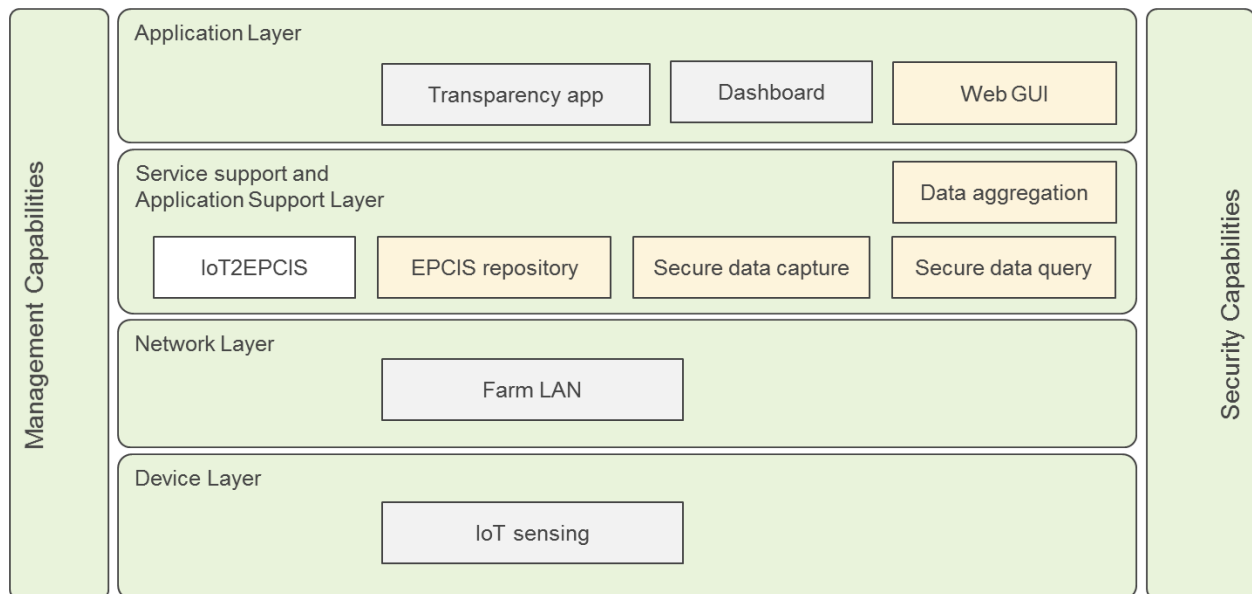 Management Capabilities
Application Layer
Transparency app
Dashboard
Web GUI
Service support and
Application Support Layer
Data aggregation
IoT2EPCIS
EPCIS repository
Secure data capture
Secure data query
Network Layer
Farm LAN
Device Layer
IoT sensing
Security Capabilities